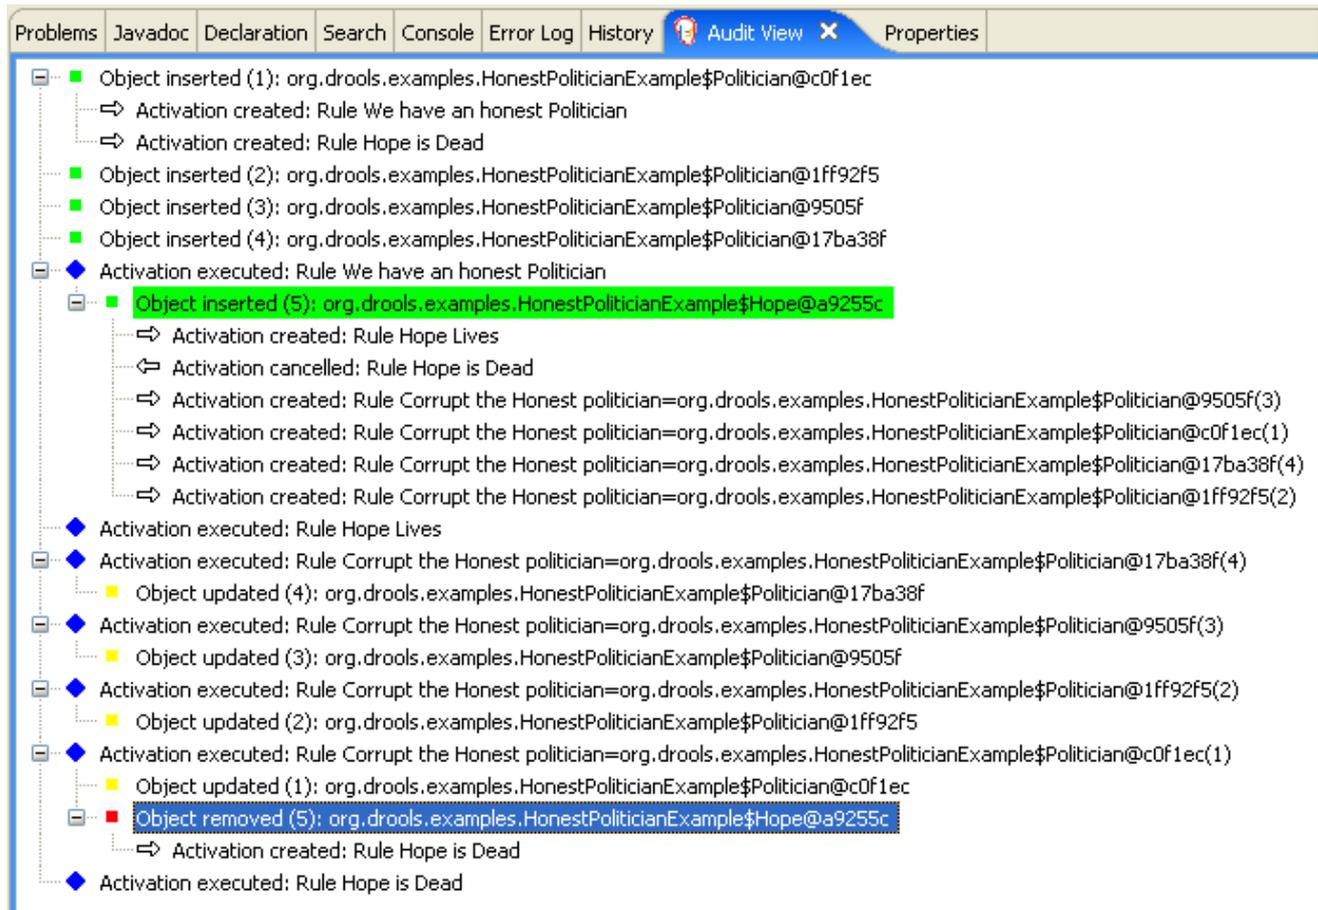 Problems Javadoc Declaration Search Console Error Log History Audit View Properties
Object inserted (1): org.drools.examples.HonestPoliticianExample$Politician@c0f1ec
Activation created: Rule We have an honest Politician
Activation created: Rule Hope is Dead
Object inserted (2): org.drools.examples.HonestPoliticianExample$Politician@1ff92f5
Object inserted (3): org.drools.examples.HonestPoliticianExample$Politician@9505f
Object inserted (4): org.drools.examples.HonestPoliticianExample$Politician@17ba38f
Activation executed: Rule We have an honest Politician
Object inserted (5): org.drools.examples.HonestPoliticianExample$Hope@a9255c
Activation created: Rule Hope Lives
Activation cancelled: Rule Hope is Dead
Activation created: Rule Corrupt the Honest politician=org.drools.examples.HonestPoliticianExample$Politician@9505f(3)
Activation created: Rule Corrupt the Honest politician=org.drools.examples.HonestPoliticianExample$Politician@c0f1ec(1)
Activation created: Rule Corrupt the Honest politician=org.drools.examples.HonestPoliticianExample$Politician@17ba38f(4)
Activation created: Rule Corrupt the Honest politician=org.drools.examples.HonestPoliticianExample$Politician@1ff92f5(2)
Activation executed: Rule Hope Lives
Activation executed: Rule Corrupt the Honest politician=org.drools.examples.HonestPoliticianExample$Politician@17ba38f(4)
Object updated (4): org.drools.examples.HonestPoliticianExample$Politician@17ba38f
Activation executed: Rule Corrupt the Honest politician=org.drools.examples.HonestPoliticianExample$Politician@9505f(3)
Object updated (3): org.drools.examples.HonestPoliticianExample$Politician@9505f
Activation executed: Rule Corrupt the Honest politician=org.drools.examples.HonestPoliticianExample$Politician@1ff92f5(2)
Object updated (2): org.drools.examples.HonestPoliticianExample$Politician@1ff92f5
Activation executed: Rule Corrupt the Honest politician=org.drools.examples.HonestPoliticianExample$Politician@c0f1ec(1)
Object updated (1): org.drools.examples.HonestPoliticianExample$Politician@c0f1ec
Object removed (5): org.drools.examples.HonestPoliticianExample$Hope@a9255c
Activation created: Rule Hope is Dead
Activation executed: Rule Hope is Dead